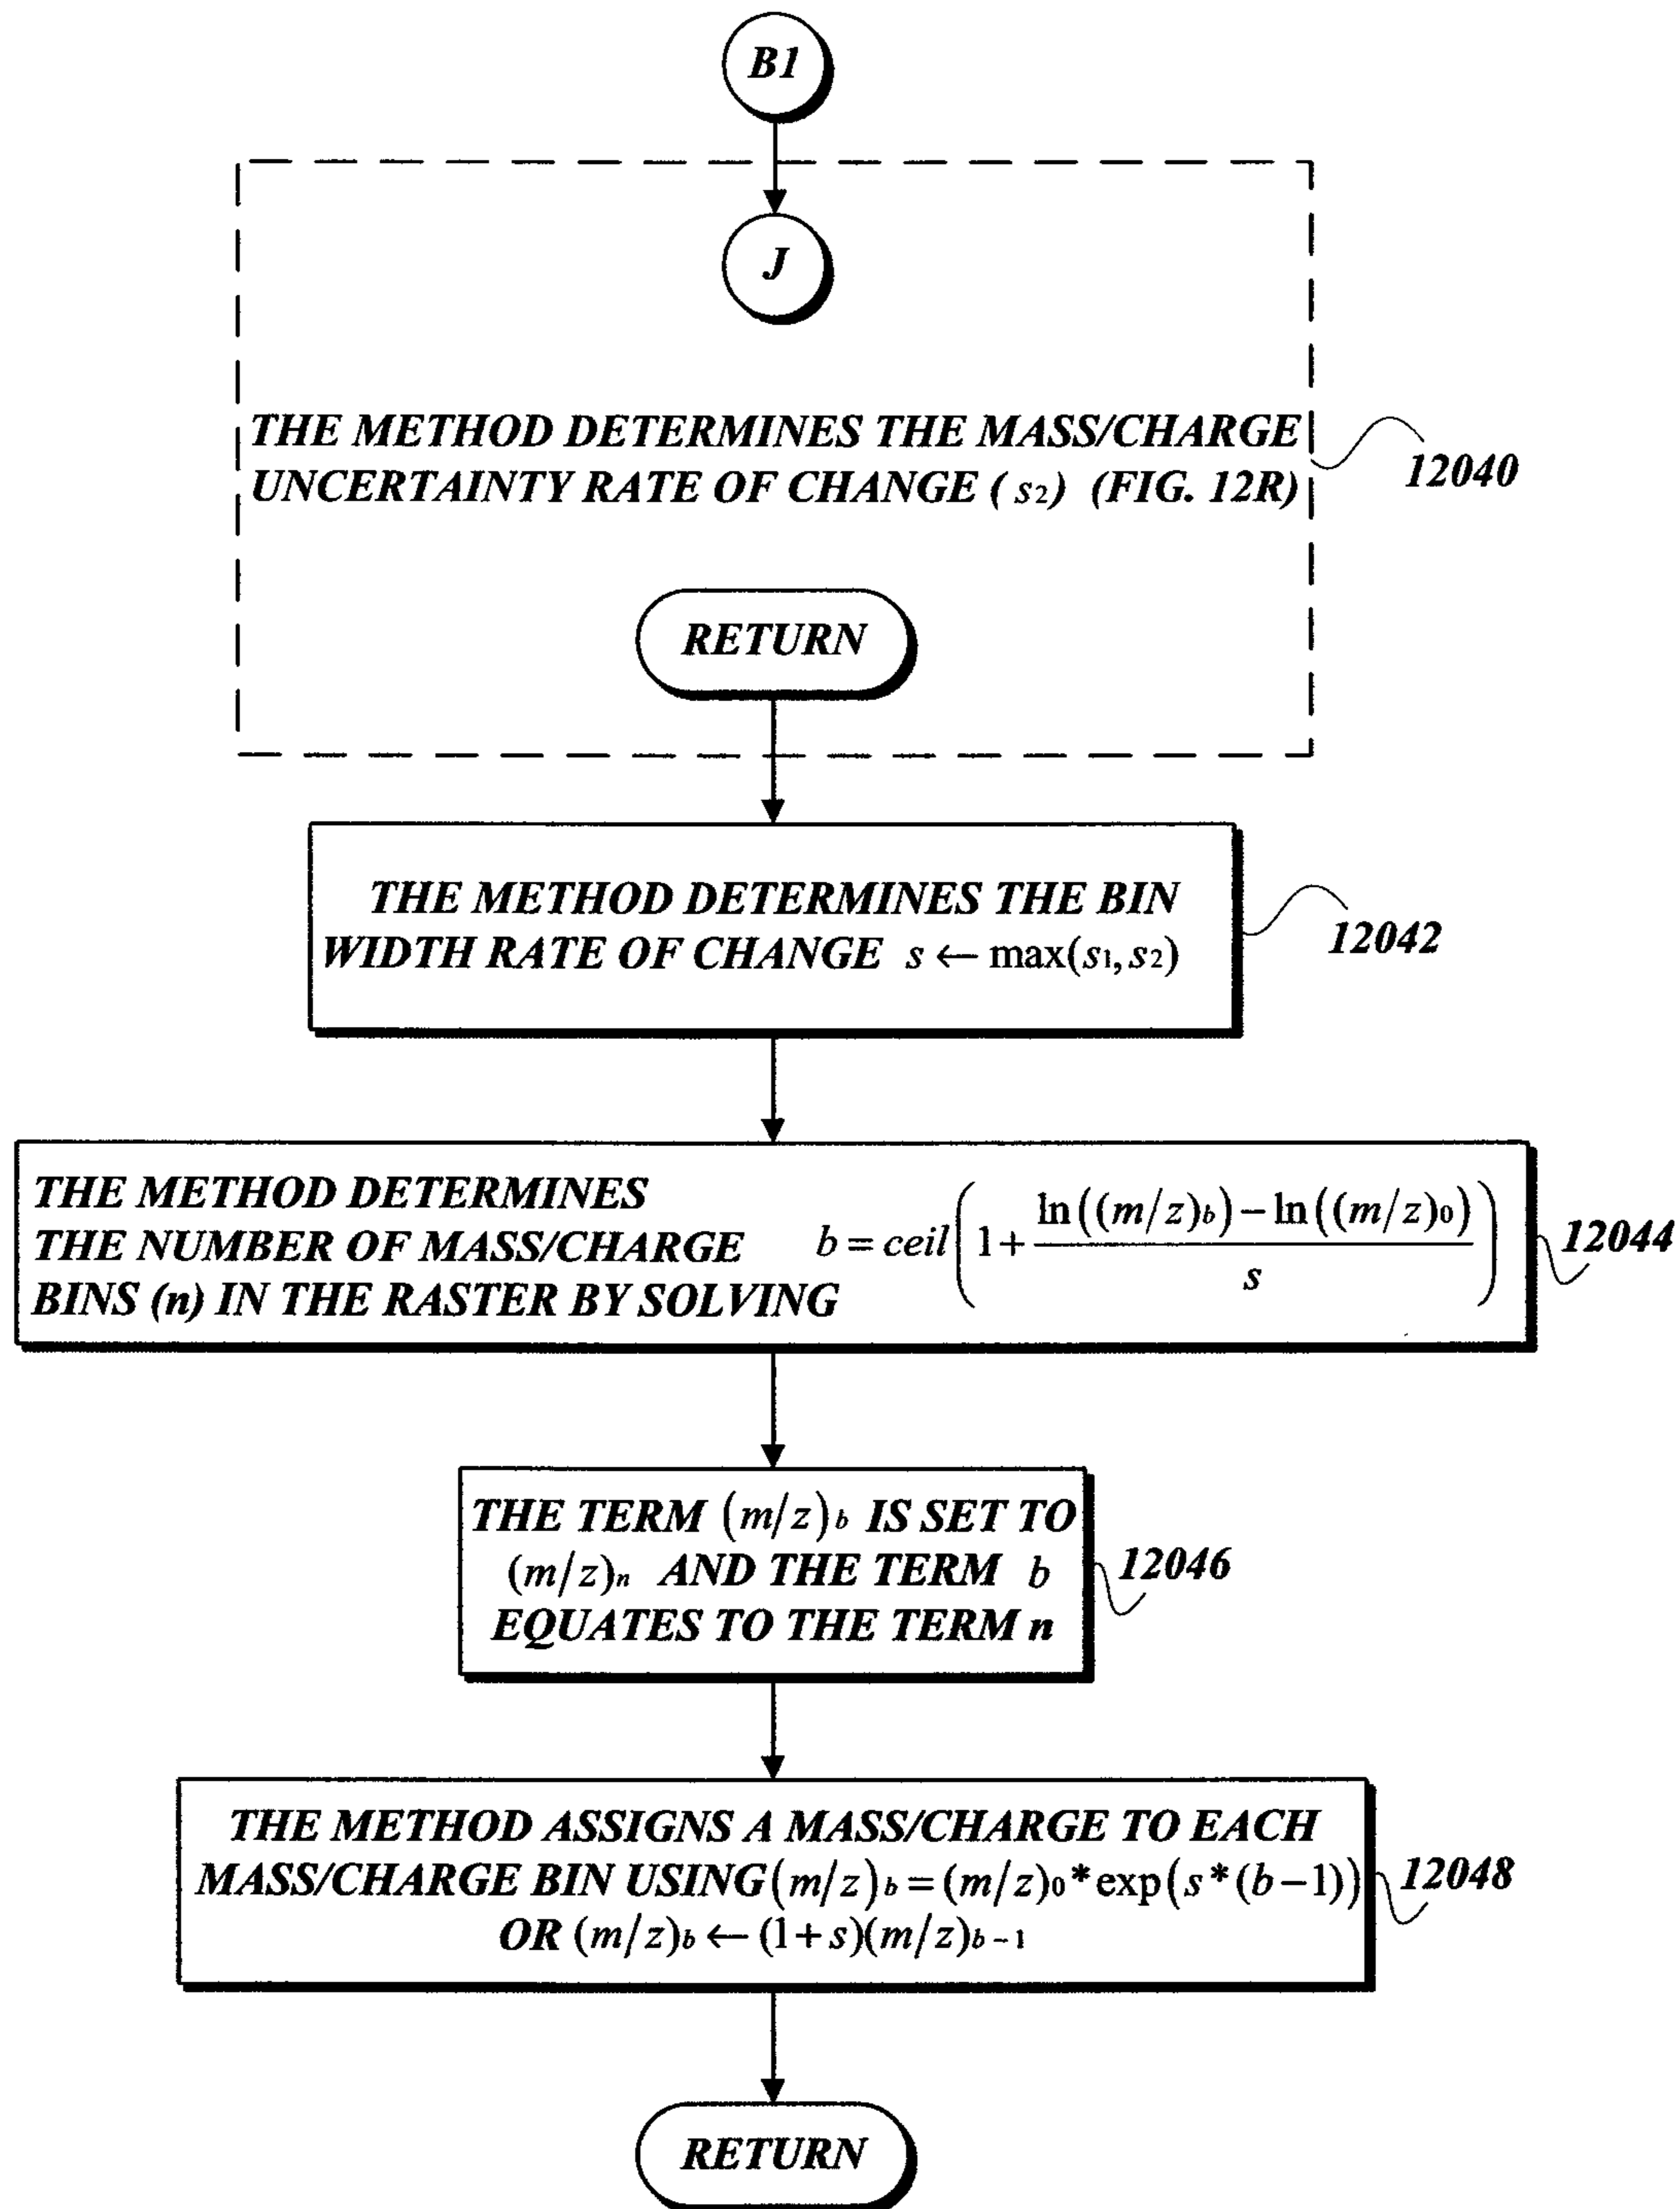 B1
J
THE METHOD DETERMINES THE MASS/CHARGE
UNCERTAINTY RATE OF CHANGE (s₂) (FIG. 12R)
12040
RETURN
THE METHOD DETERMINES THE BIN
WIDTH RATE OF CHANGE s ← max(s₁, s₂)
12042
THE METHOD DETERMINES
THE NUMBER OF MASS/CHARGE
BINS (n) IN THE RASTER BY SOLVING
b = ceil(1 + (ln((m/z)b) − ln((m/z)₀))/s)
12044
THE TERM (m/z)b IS SET TO
(m/z)n AND THE TERM b
EQUATES TO THE TERM n
12046
THE METHOD ASSIGNS A MASS/CHARGE TO EACH
MASS/CHARGE BIN USING (m/z)b = (m/z)₀ * exp(s * (b − 1))
OR (m/z)b ← (1 + s)(m/z)b − 1
12048
RETURN